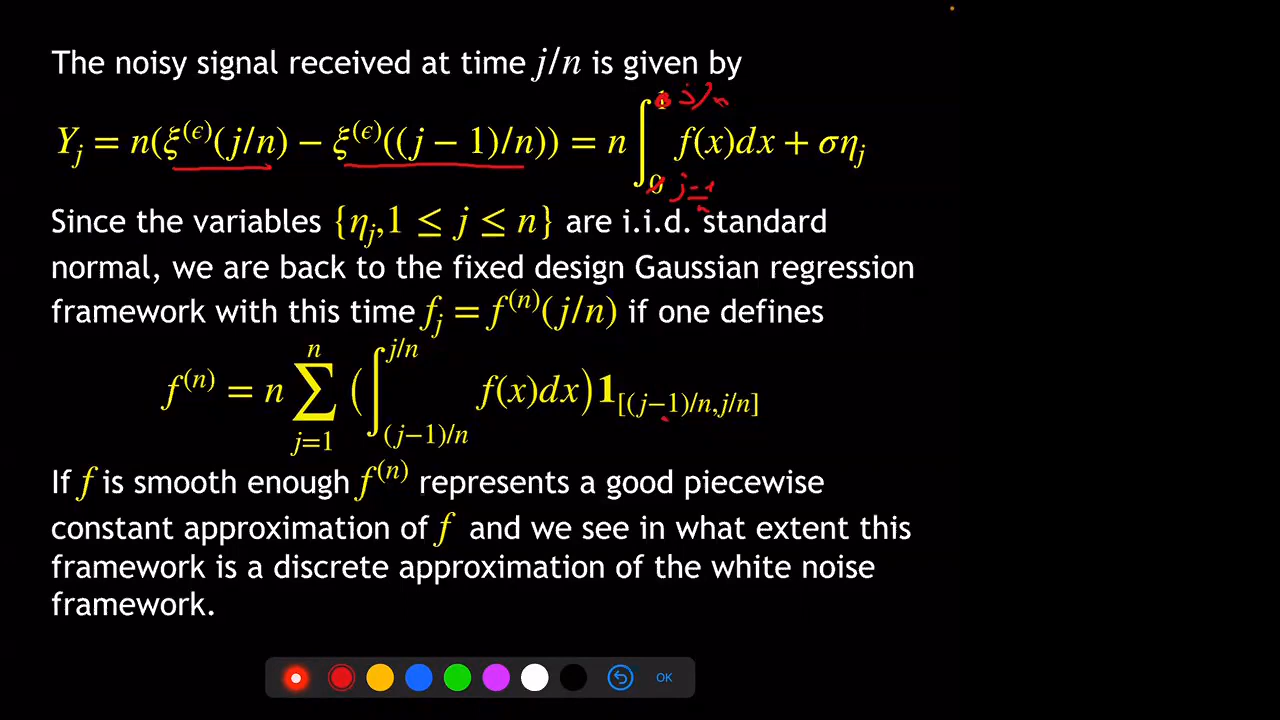 The noisy signal received at time j/n is given by
Y_j = n(ξ^(ϵ)(j/n) − ξ^(ϵ)((j − 1)/n)) = n ∫_0^1 f(x)dx + ση_j
j/n
j−1/n
Since the variables {η_j, 1 ≤ j ≤ n} are i.i.d. standard
normal, we are back to the fixed design Gaussian regression
framework with this time f_j = f^(n)(j/n) if one defines
f^(n) = n ∑_{j=1}^n (∫_{(j−1)/n}^{j/n} f(x)dx) 1_{[(j−1)/n,j/n]}
If f is smooth enough f^(n) represents a good piecewise
constant approximation of f and we see in what extent this
framework is a discrete approximation of the white noise
framework.
OK